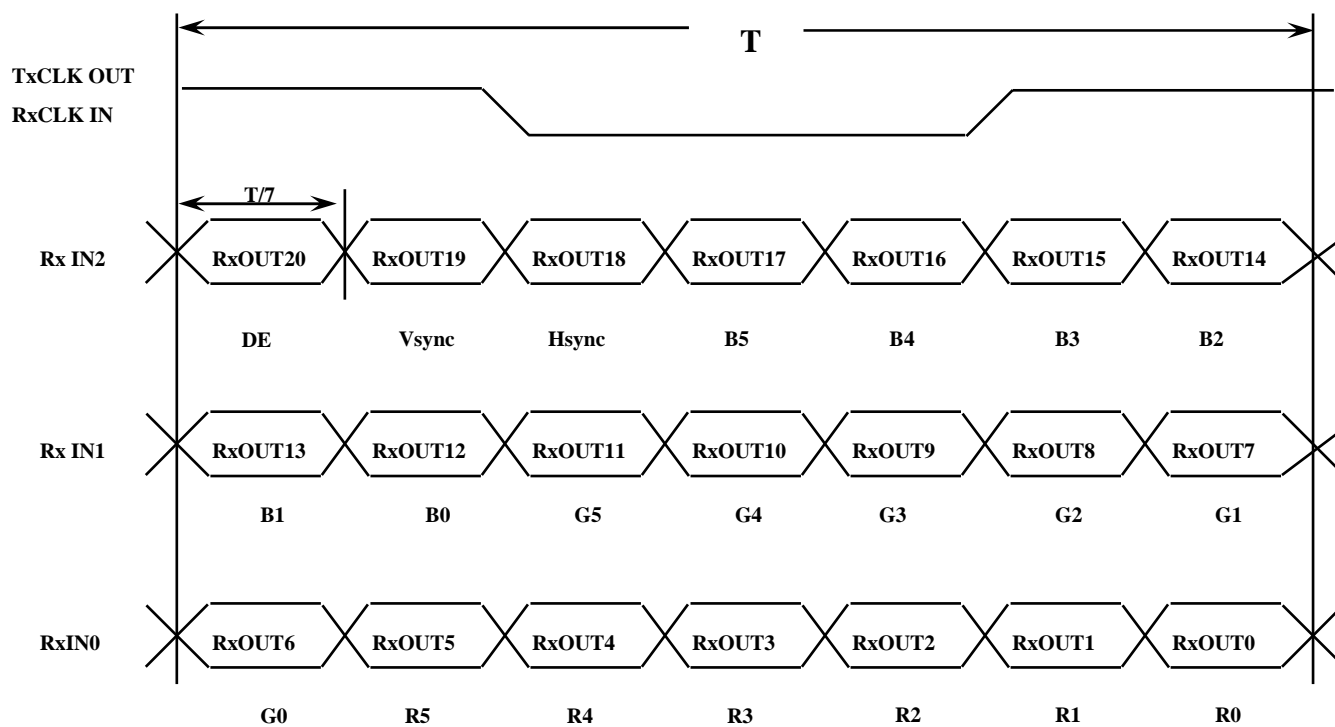 T
TxCLK OUT
RxCLK IN
T/7
Rx IN2 RxOUT20 RxOUT19 RxOUT18 RxOUT17 RxOUT16 RxOUT15 RxOUT14
DE Vsync Hsync B5 B4 B3 B2
Rx IN1 RxOUT13 RxOUT12 RxOUT11 RxOUT10 RxOUT9 RxOUT8 RxOUT7
B1 B0 G5 G4 G3 G2 G1
RxIN0 RxOUT6 RxOUT5 RxOUT4 RxOUT3 RxOUT2 RxOUT1 RxOUT0
G0 R5 R4 R3 R2 R1 R0